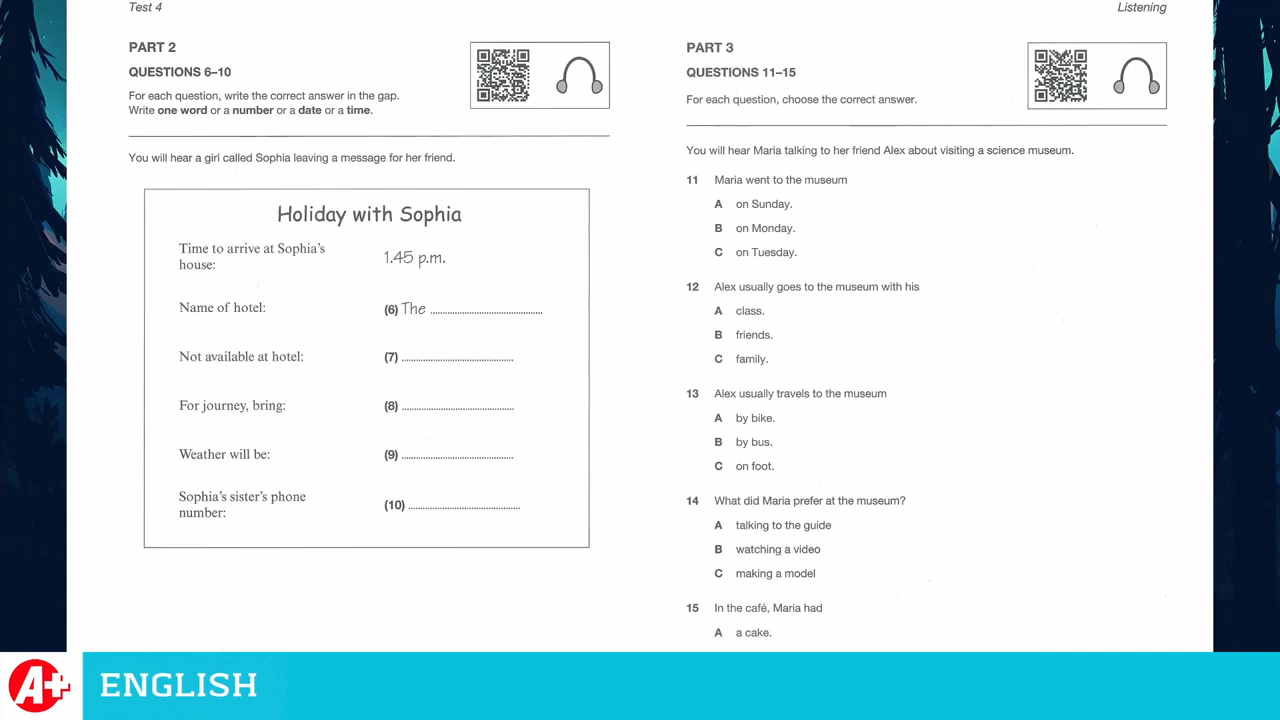 Test 4
Listening
PART 2
QUESTIONS 6–10
For each question, write the correct answer in the gap.
Write one word or a number or a date or a time.
You will hear a girl called Sophia leaving a message for her friend.
Holiday with Sophia
Time to arrive at Sophia's
house:
1.45 p.m.
Name of hotel:
(6) The ........................................
Not available at hotel:
(7) ........................................
For journey, bring:
(8) ........................................
Weather will be:
(9) ........................................
Sophia's sister's phone
number:
(10) ........................................
PART 3
QUESTIONS 11–15
For each question, choose the correct answer.
You will hear Maria talking to her friend Alex about visiting a science museum.
11 Maria went to the museum
A on Sunday.
B on Monday.
C on Tuesday.
12 Alex usually goes to the museum with his
A class.
B friends.
C family.
13 Alex usually travels to the museum
A by bike.
B by bus.
C on foot.
14 What did Maria prefer at the museum?
A talking to the guide
B watching a video
C making a model
15 In the café, Maria had
A a cake.
A+
ENGLISH